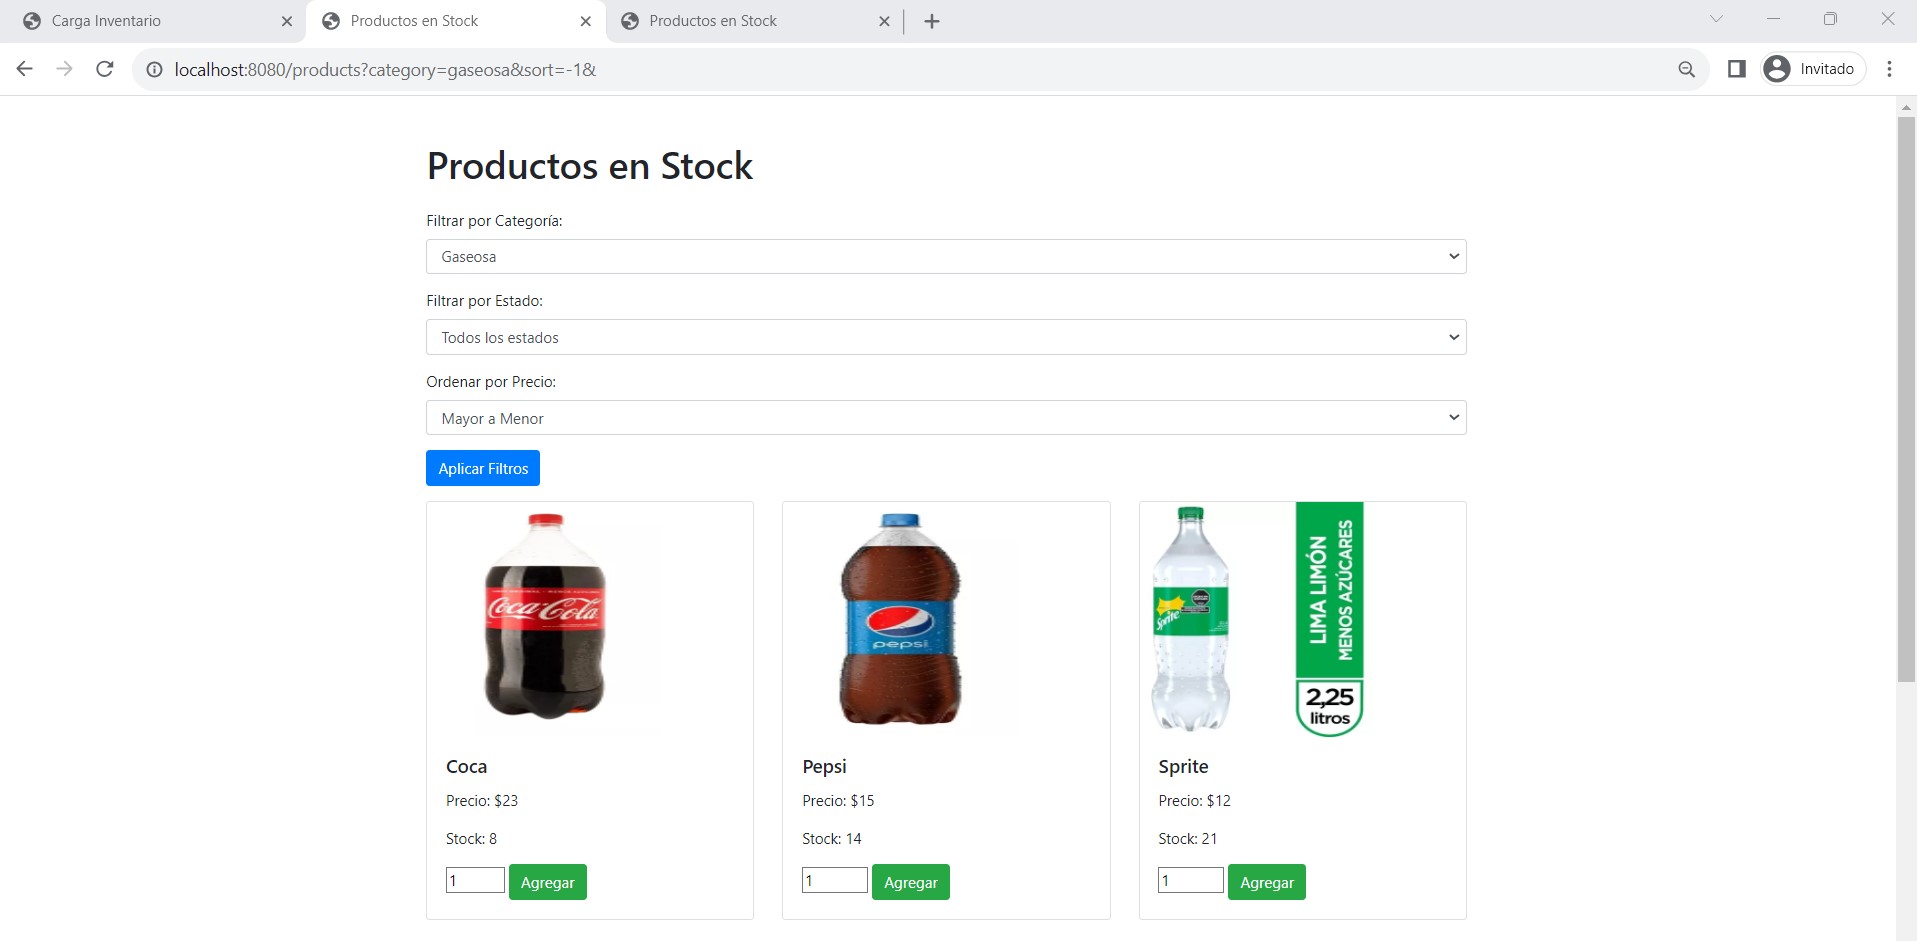 Carga Inventario
Productos en Stock
Productos en Stock
localhost:8080/products?category=gaseosa&sort=-1&
Invitado
Productos en Stock
Filtrar por Categoría:
Gaseosa
Filtrar por Estado:
Todos los estados
Ordenar por Precio:
Mayor a Menor
Aplicar Filtros
Coca-Cola
pepsi
Sprite
LIMA LIMÓN
MENOS AZÚCARES
2,25
litros
Coca
Precio: $23
Stock: 8
1
Agregar
Pepsi
Precio: $15
Stock: 14
1
Agregar
Sprite
Precio: $12
Stock: 21
1
Agregar